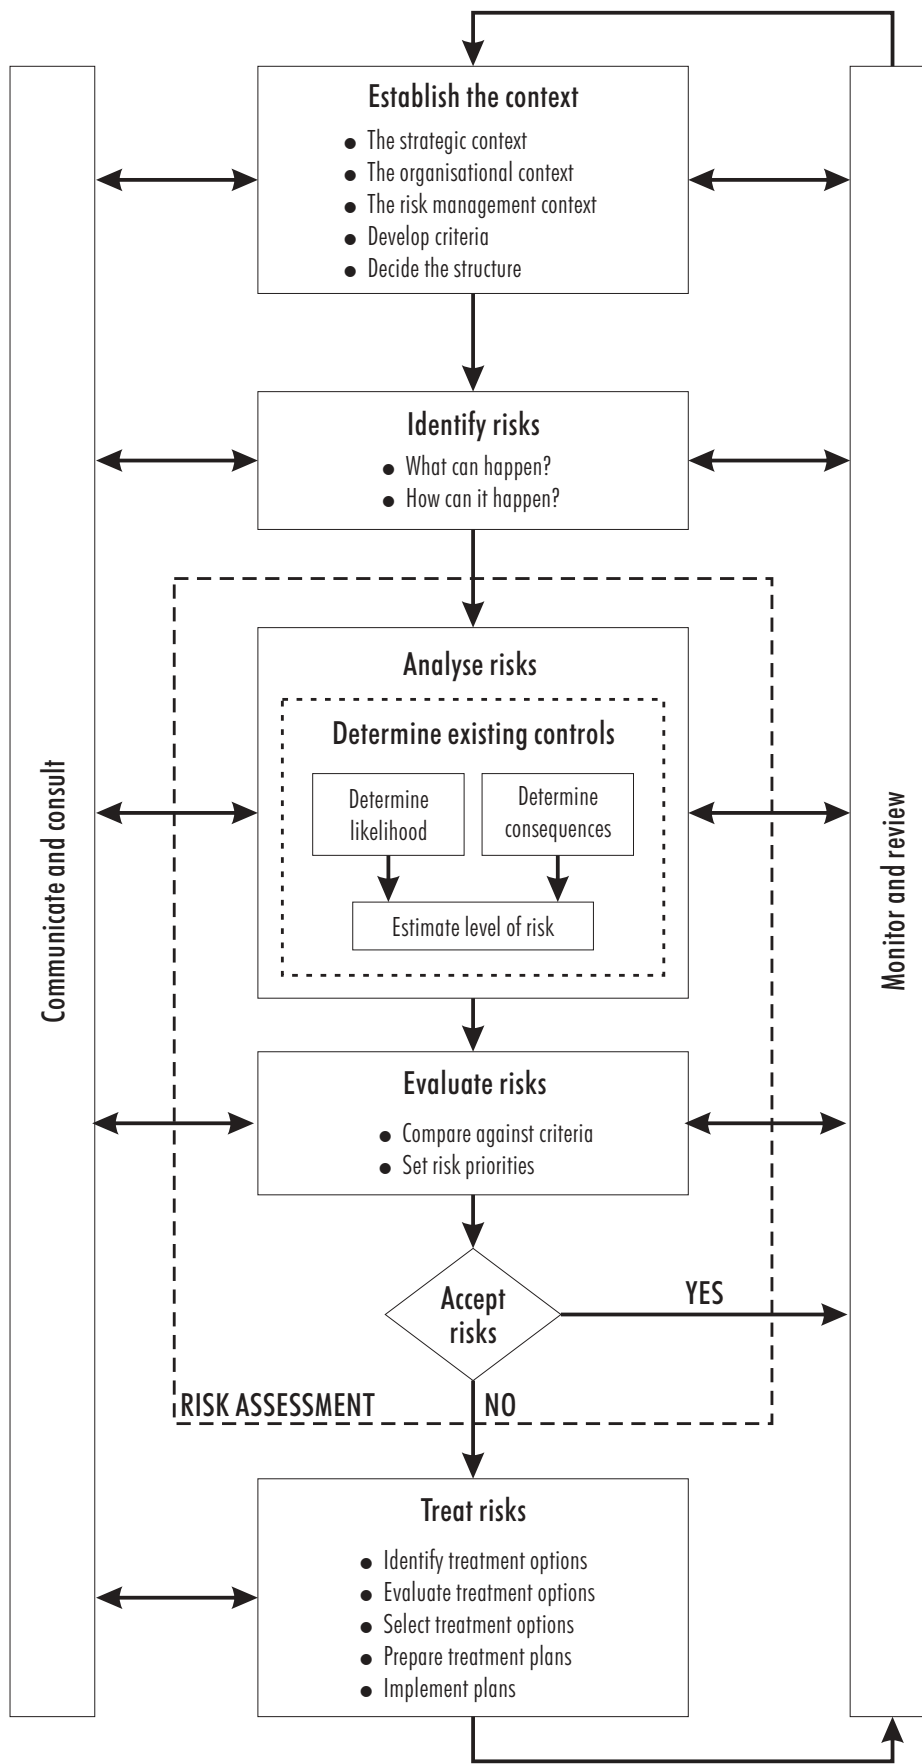 Establish the context
● The strategic context
● The organisational context
● The risk management context
● Develop criteria
● Decide the structure
Identify risks
● What can happen?
● How can it happen?
Analyse risks
Determine existing controls
Determine
likelihood
Determine
consequences
Estimate level of risk
Communicate and consult
Monitor and review
Evaluate risks
● Compare against criteria
● Set risk priorities
Accept
risks
YES
RISK ASSESSMENT
NO
Treat risks
● Identify treatment options
● Evaluate treatment options
● Select treatment options
● Prepare treatment plans
● Implement plans